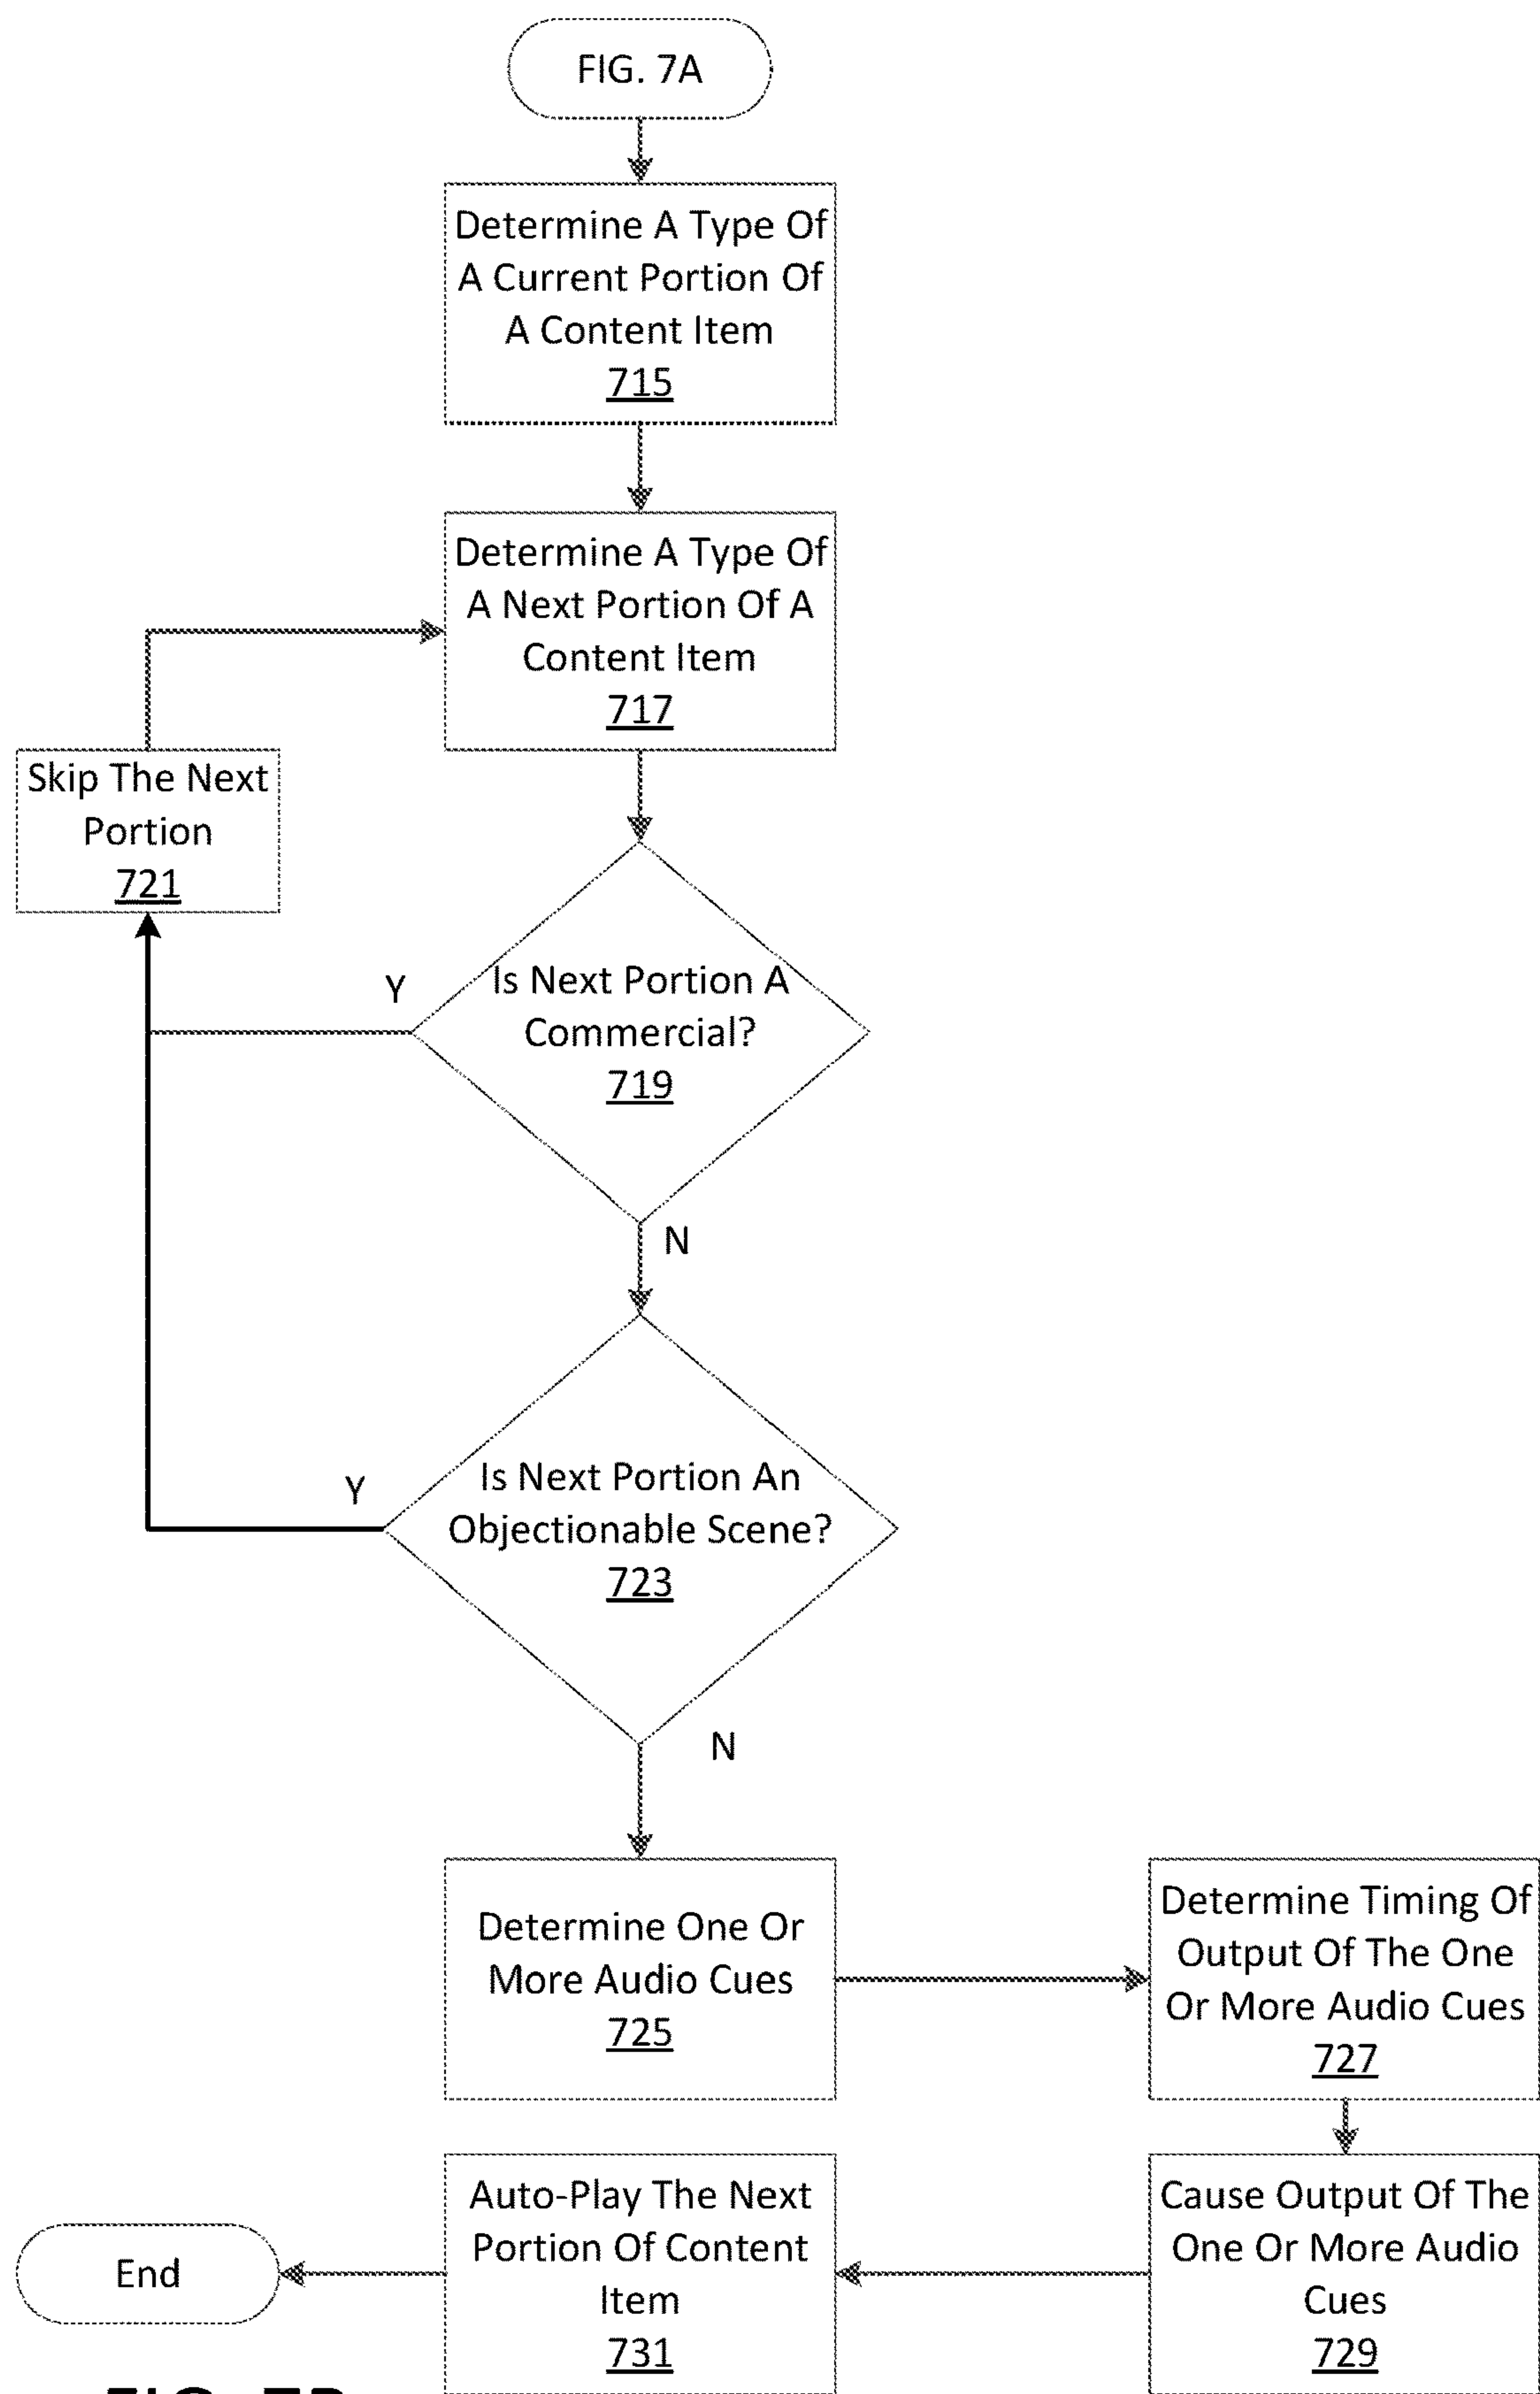 FIG. 7A
Determine A Type Of
A Current Portion Of
A Content Item
715
Determine A Type Of
A Next Portion Of A
Content Item
717
Skip The Next
Portion
721
Y
Is Next Portion A
Commercial?
719
N
Y
Is Next Portion An
Objectionable Scene?
723
N
Determine One Or
More Audio Cues
725
Determine Timing Of
Output Of The One
Or More Audio Cues
727
Cause Output Of The
One Or More Audio
Cues
729
Auto-Play The Next
Portion Of Content
Item
731
End